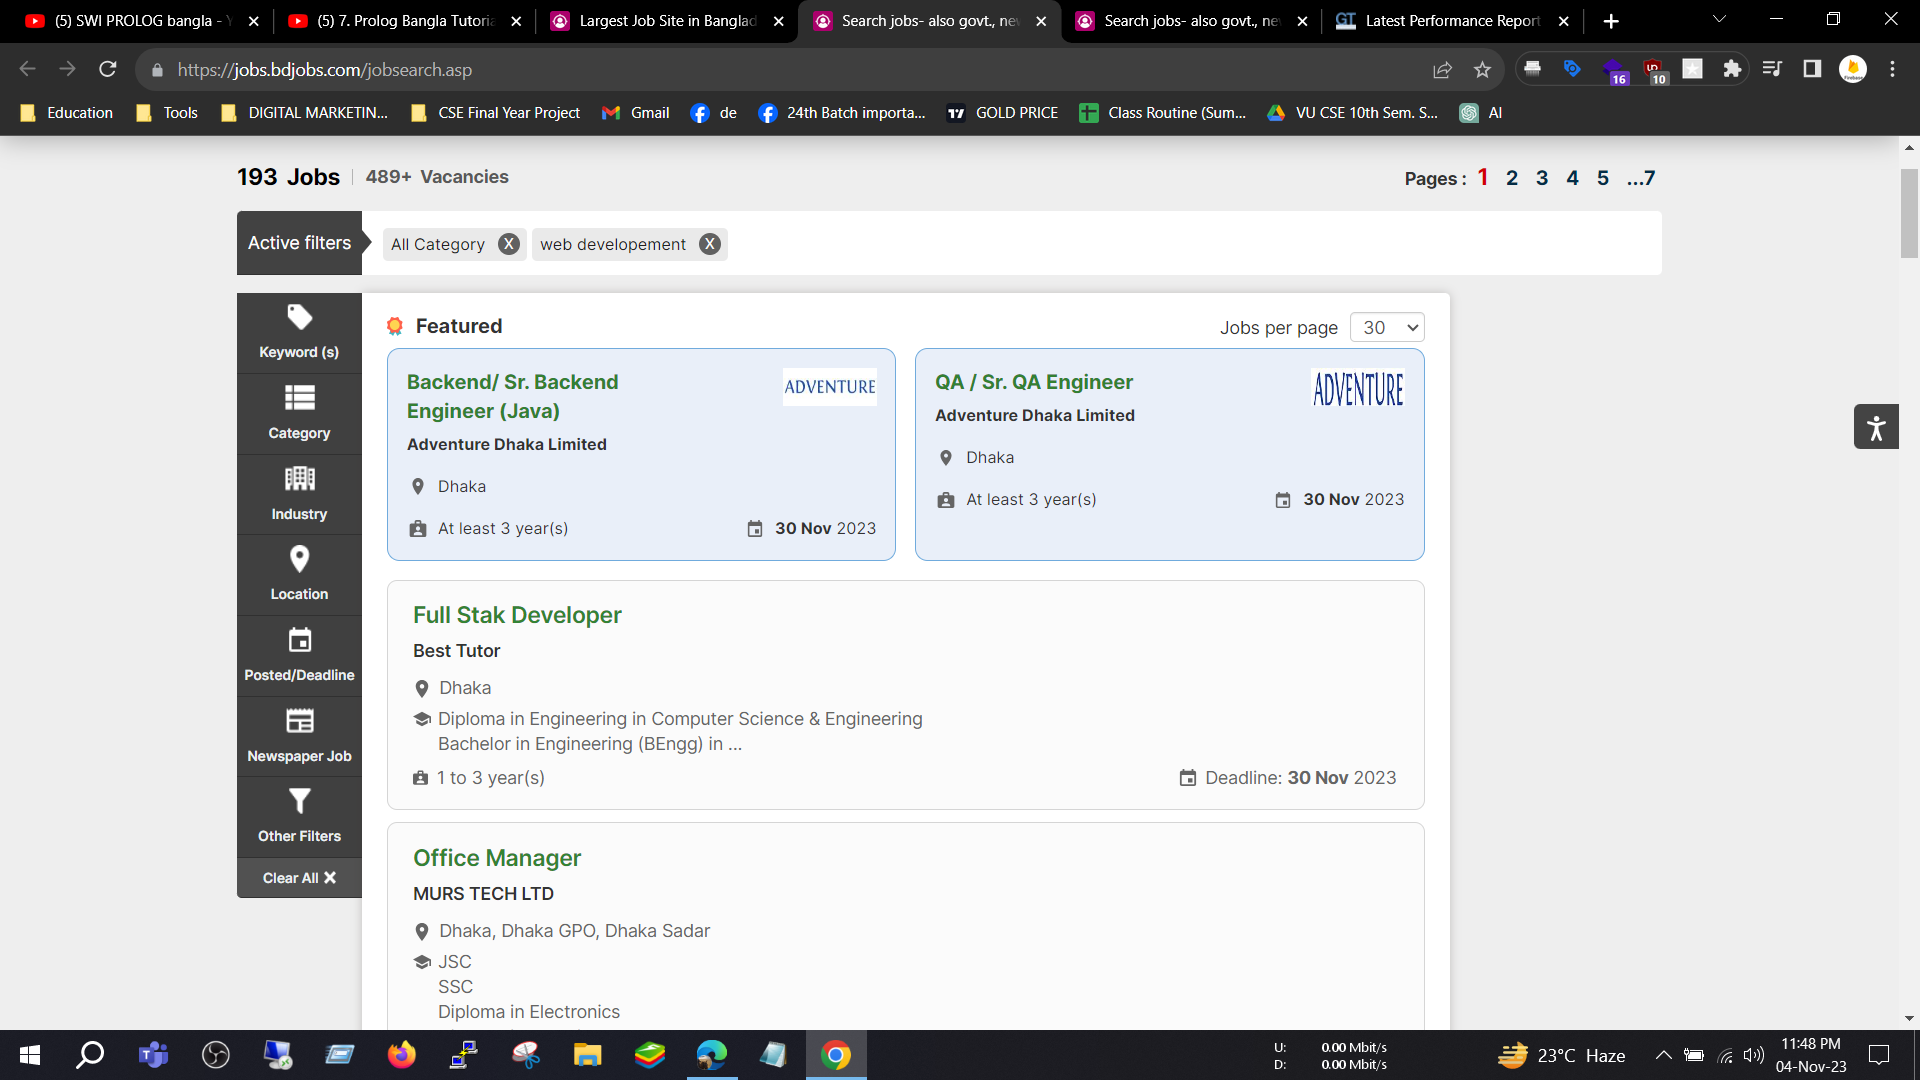 (5) SWI PROLOG bangla - Y
(5) 7. Prolog Bangla Tutoria
Largest Job Site in Banglad
Search jobs- also govt., nev
Search jobs- also govt., nev
GT Latest Performance Report
https://jobs.bdjobs.com/jobsearch.asp
16
10
Education
Tools
DIGITAL MARKETIN...
CSE Final Year Project
Gmail
de
24th Batch importa...
GOLD PRICE
Class Routine (Sum...
VU CSE 10th Sem. S...
AI
193 Jobs
489+ Vacancies
Pages : 1 2 3 4 5 ...7
Active filters
All Category X
web developement X
Keyword (s)
Category
Industry
Location
Posted/Deadline
Newspaper Job
Other Filters
Clear All
Featured
Jobs per page 30
Backend/ Sr. Backend
Engineer (Java)
ADVENTURE
Adventure Dhaka Limited
Dhaka
At least 3 year(s)
30 Nov 2023
QA / Sr. QA Engineer
ADVENTURE
Adventure Dhaka Limited
Dhaka
At least 3 year(s)
30 Nov 2023
Full Stak Developer
Best Tutor
Dhaka
Diploma in Engineering in Computer Science & Engineering
Bachelor in Engineering (BEngg) in ...
1 to 3 year(s)
Deadline: 30 Nov 2023
Office Manager
MURS TECH LTD
Dhaka, Dhaka GPO, Dhaka Sadar
JSC
SSC
Diploma in Electronics
U: 0.00 Mbit/s
D: 0.00 Mbit/s
23°C Haze
11:48 PM
04-Nov-23